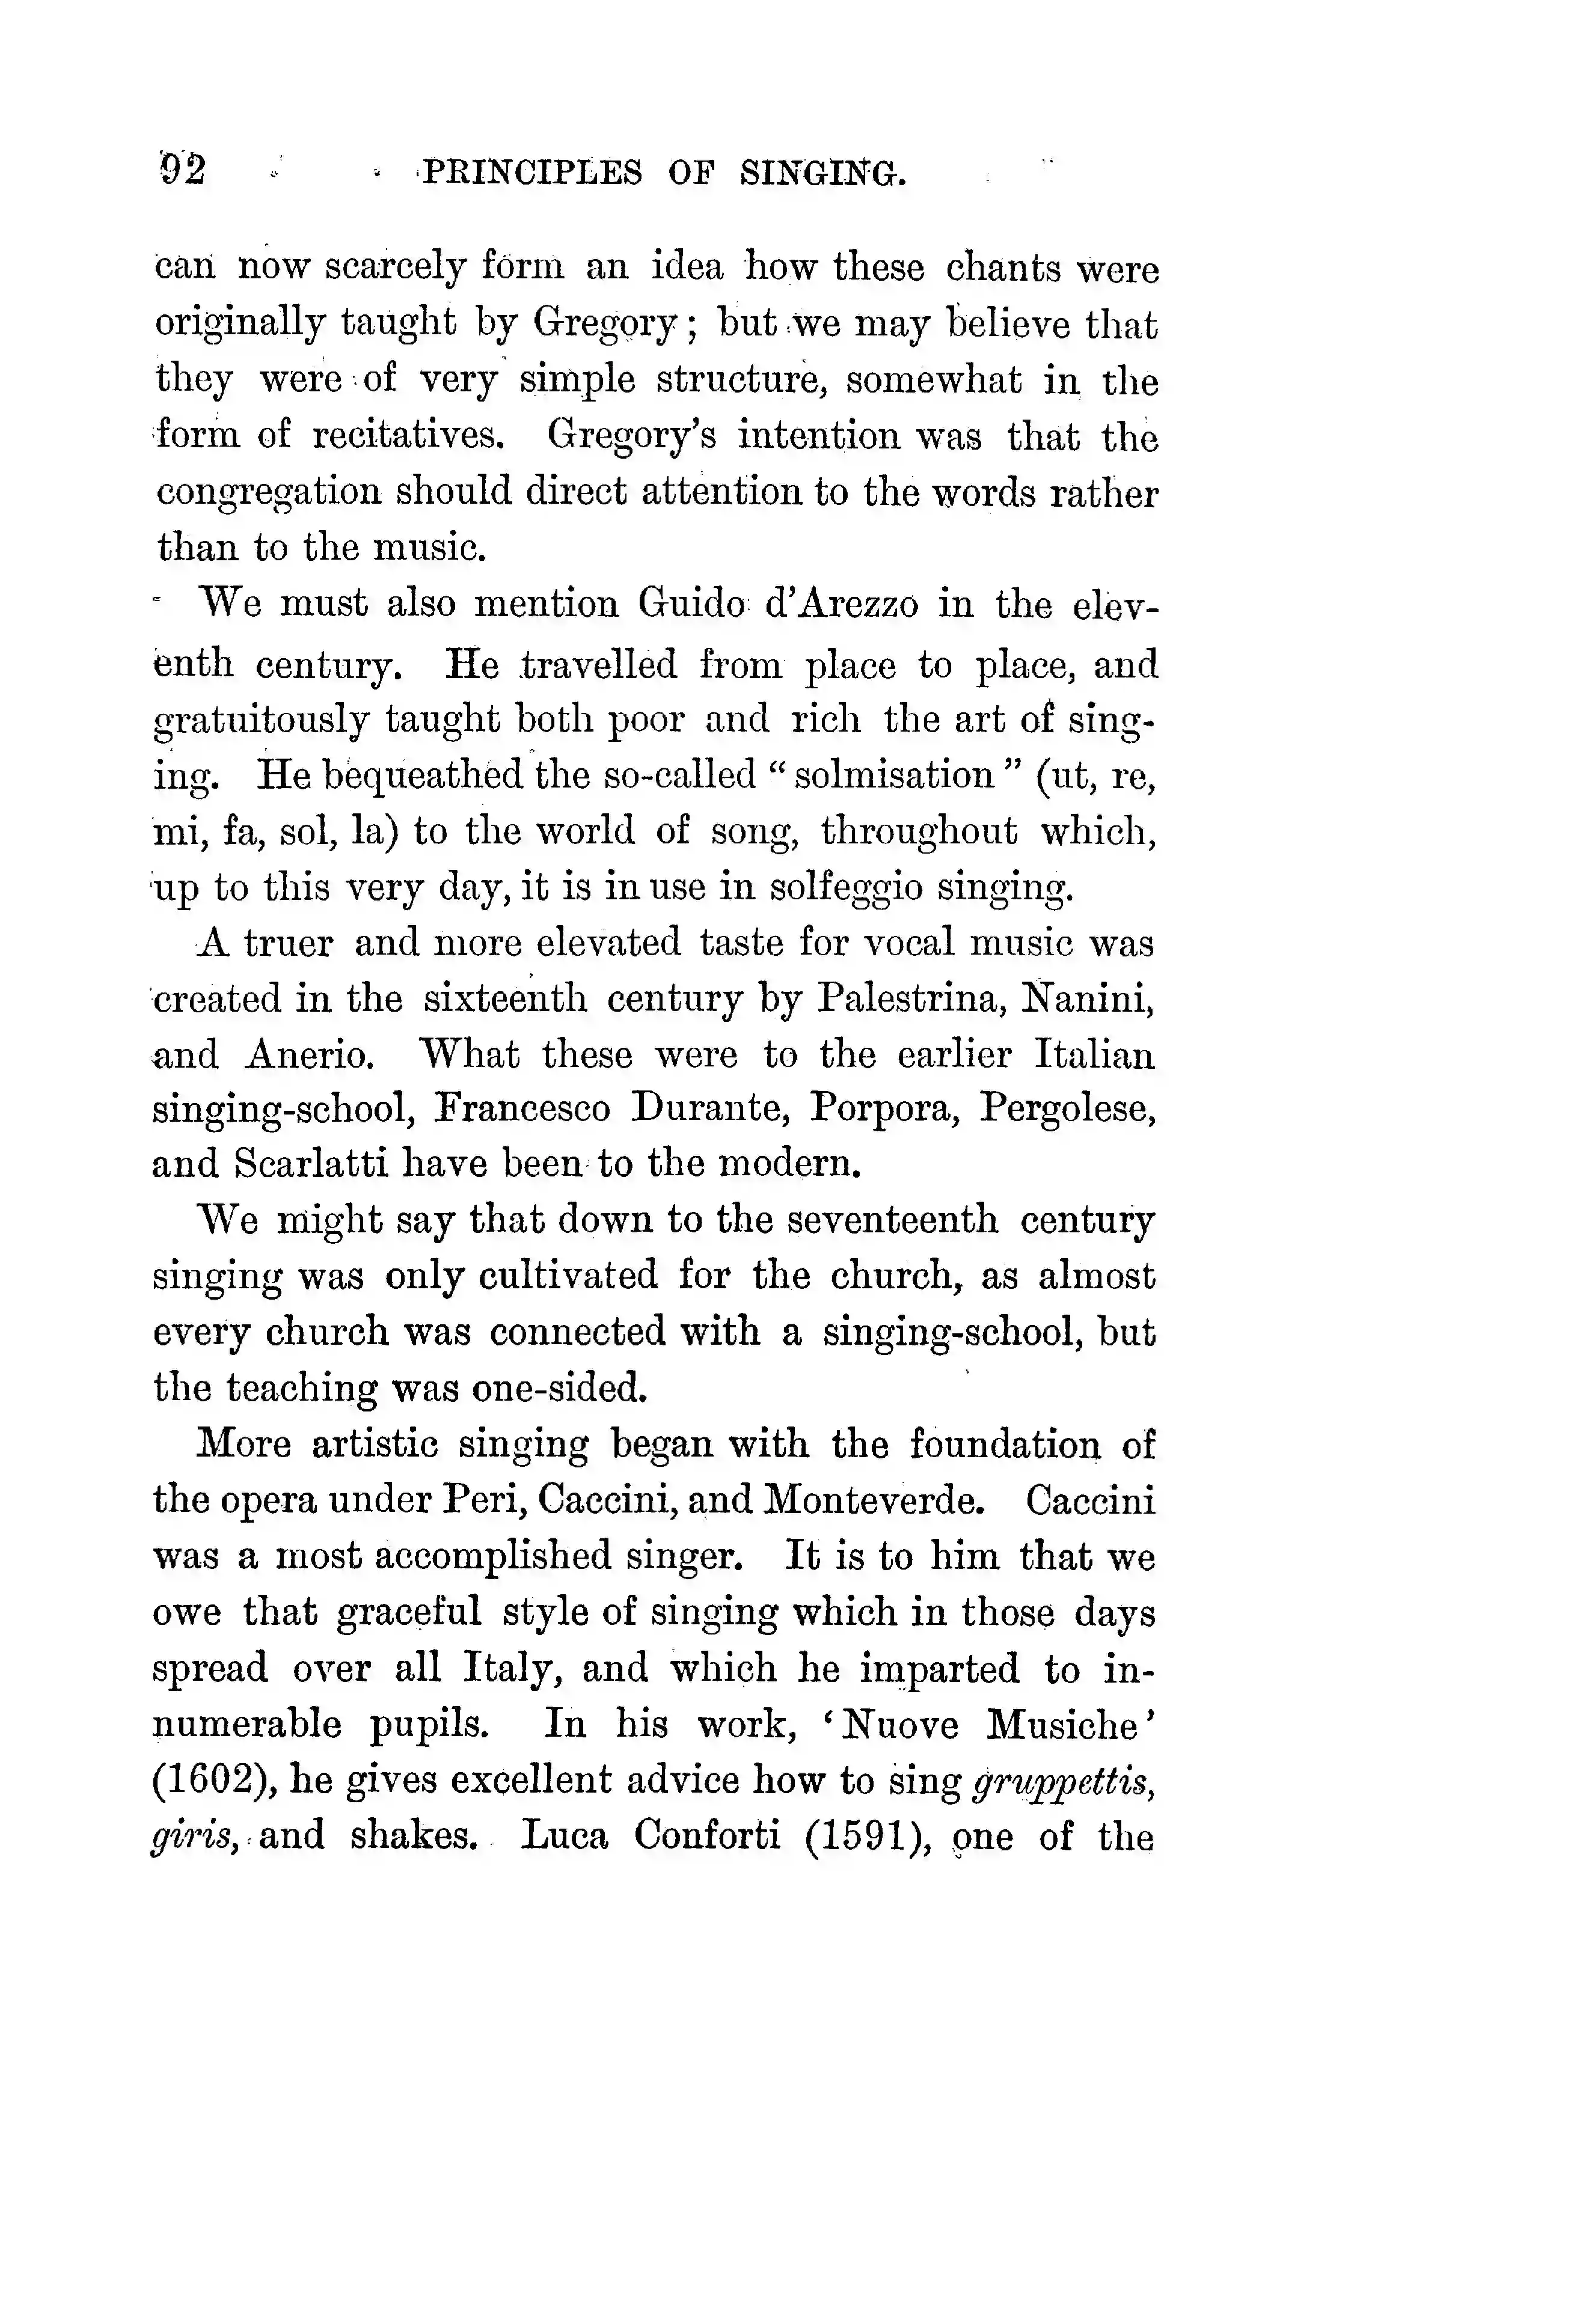 92 PRINCIPLES OF SINGING.
can now scarcely form an idea how these chants were
originally taught by Gregory; but we may believe that
they were of very simple structure, somewhat in the
form of recitatives. Gregory's intention was that the
congregation should direct attention to the words rather
than to the music.
We must also mention Guido d'Arezzo in the elev-
enth century. He travelled from place to place, and
gratuitously taught both poor and rich the art of sing-
ing. He bequeathed the so-called "solmisation" (ut, re,
mi, fa, sol, la) to the world of song, throughout which,
up to this very day, it is in use in solfeggio singing.
A truer and more elevated taste for vocal music was
created in the sixteenth century by Palestrina, Nanini,
and Anerio. What these were to the earlier Italian
singing-school, Francesco Durante, Porpora, Pergolese,
and Scarlatti have been to the modern.
We might say that down to the seventeenth century
singing was only cultivated for the church, as almost
every church was connected with a singing-school, but
the teaching was one-sided.
More artistic singing began with the foundation of
the opera under Peri, Caccini, and Monteverde. Caccini
was a most accomplished singer. It is to him that we
owe that graceful style of singing which in those days
spread over all Italy, and which he imparted to in-
numerable pupils. In his work, 'Nuove Musiche'
(1602), he gives excellent advice how to sing gruppettis,
giris, and shakes. Luca Conforti (1591), one of the